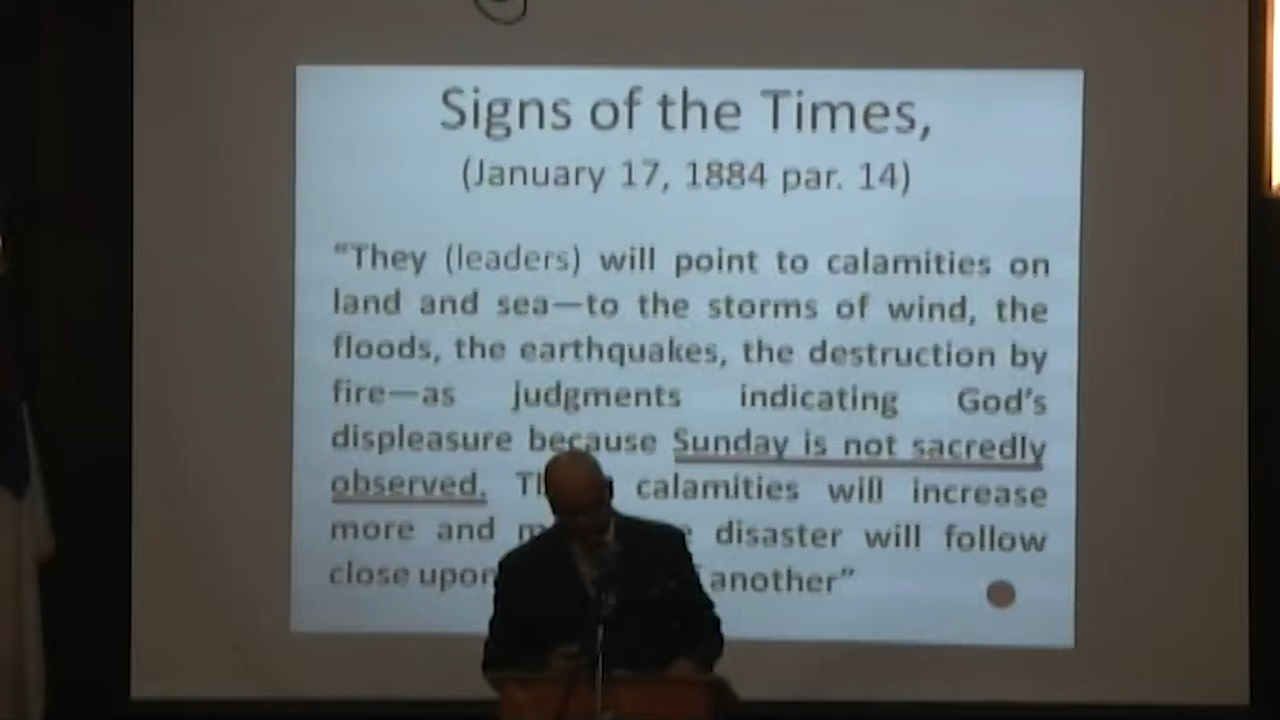 Signs of the Times,
(January 17, 1884 par. 14)
“They (leaders) will point to calamities on
land and sea—to the storms of wind, the
floods, the earthquakes, the destruction by
fire—as judgments indicating God’s
displeasure because Sunday is not sacredly
observed. calamities will increase
more and disaster will follow
close upon another”